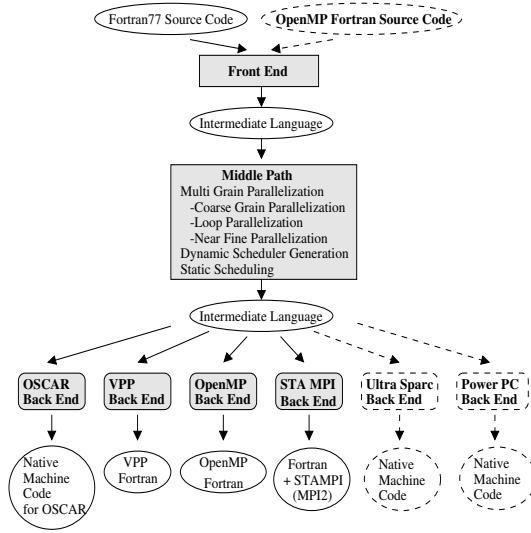 Fortran77 Source Code
OpenMP Fortran Source Code
Front End
Intermediate Language
Middle Path
Multi Grain Parallelization
-Coarse Grain Parallelization
-Loop Parallelization
-Near Fine Parallelization
Dynamic Scheduler Generation
Static Scheduling
Intermediate Language
OSCAR
Back End
VPP
Back End
OpenMP
Back End
STA MPI
Back End
Ultra Sparc
Back End
Power PC
Back End
Native
Machine
Code
for OSCAR
VPP
Fortran
OpenMP
Fortran
Fortran
+ STAMPI
(MPI2)
Native
Machine
Code
Native
Machine
Code